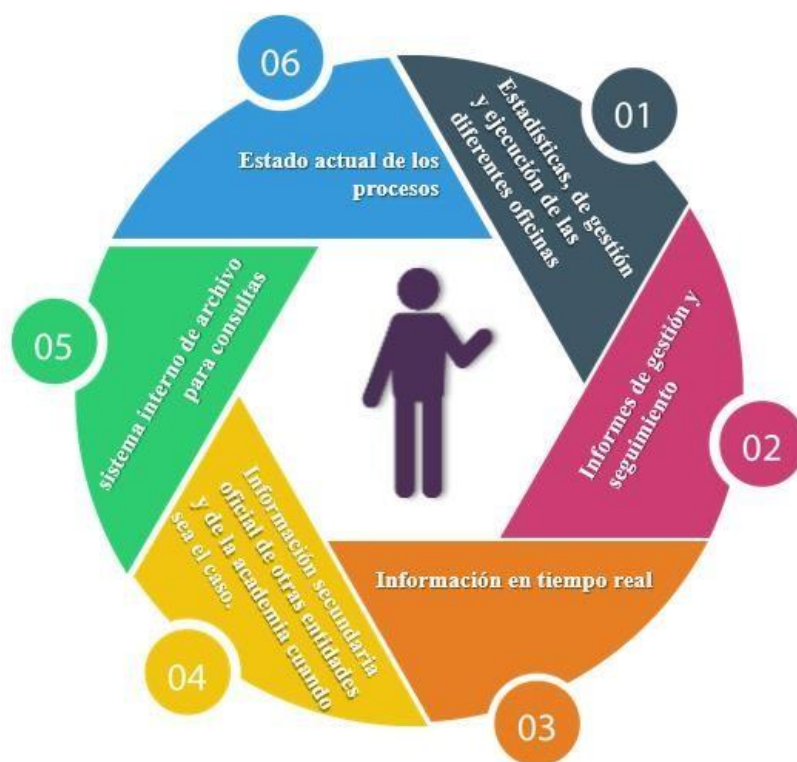 01
Estadísticas, de gestión
y ejecución de las
diferentes oficinas
02
Informes de gestión y
seguimiento
03
Información en tiempo real
04
Información secundaria
oficial de otras entidades
y de la academia cuando
sea el caso.
05
sistema interno de archivo
para consultas
06
Estado actual de los
procesos